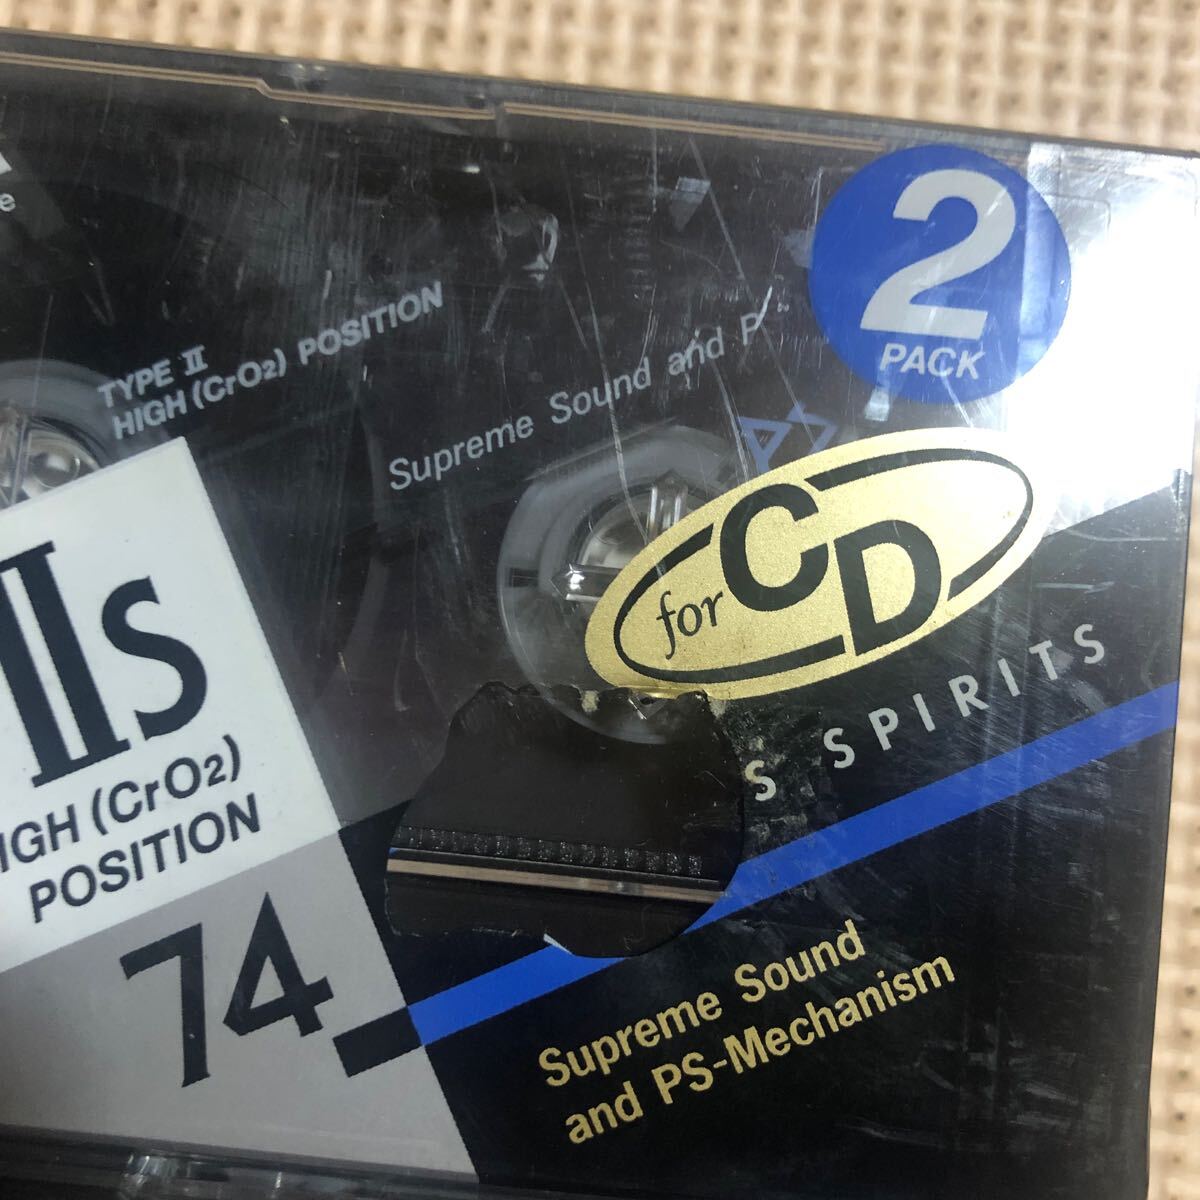 2
PACK
e
TYPE II
HIGH (CrO2) POSITION
Supreme Sound and P
for CD
IIs
IGH (CrO2)
POSITION
74
S SPIRITS
Supreme Sound
and PS-Mechanism